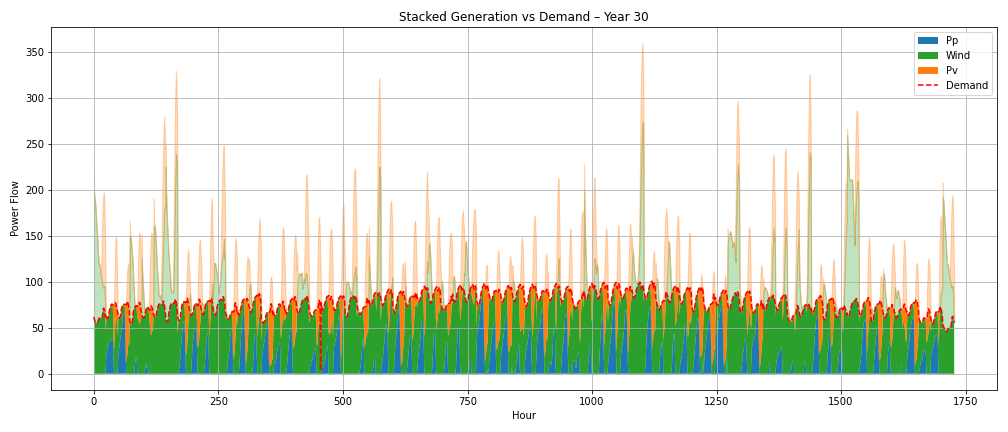 Stacked Generation vs Demand – Year 30
Pp
Wind
Pv
Demand
Power Flow
350
300
250
200
150
100
50
0
0
250
500
750
1000
1250
1500
1750
Hour